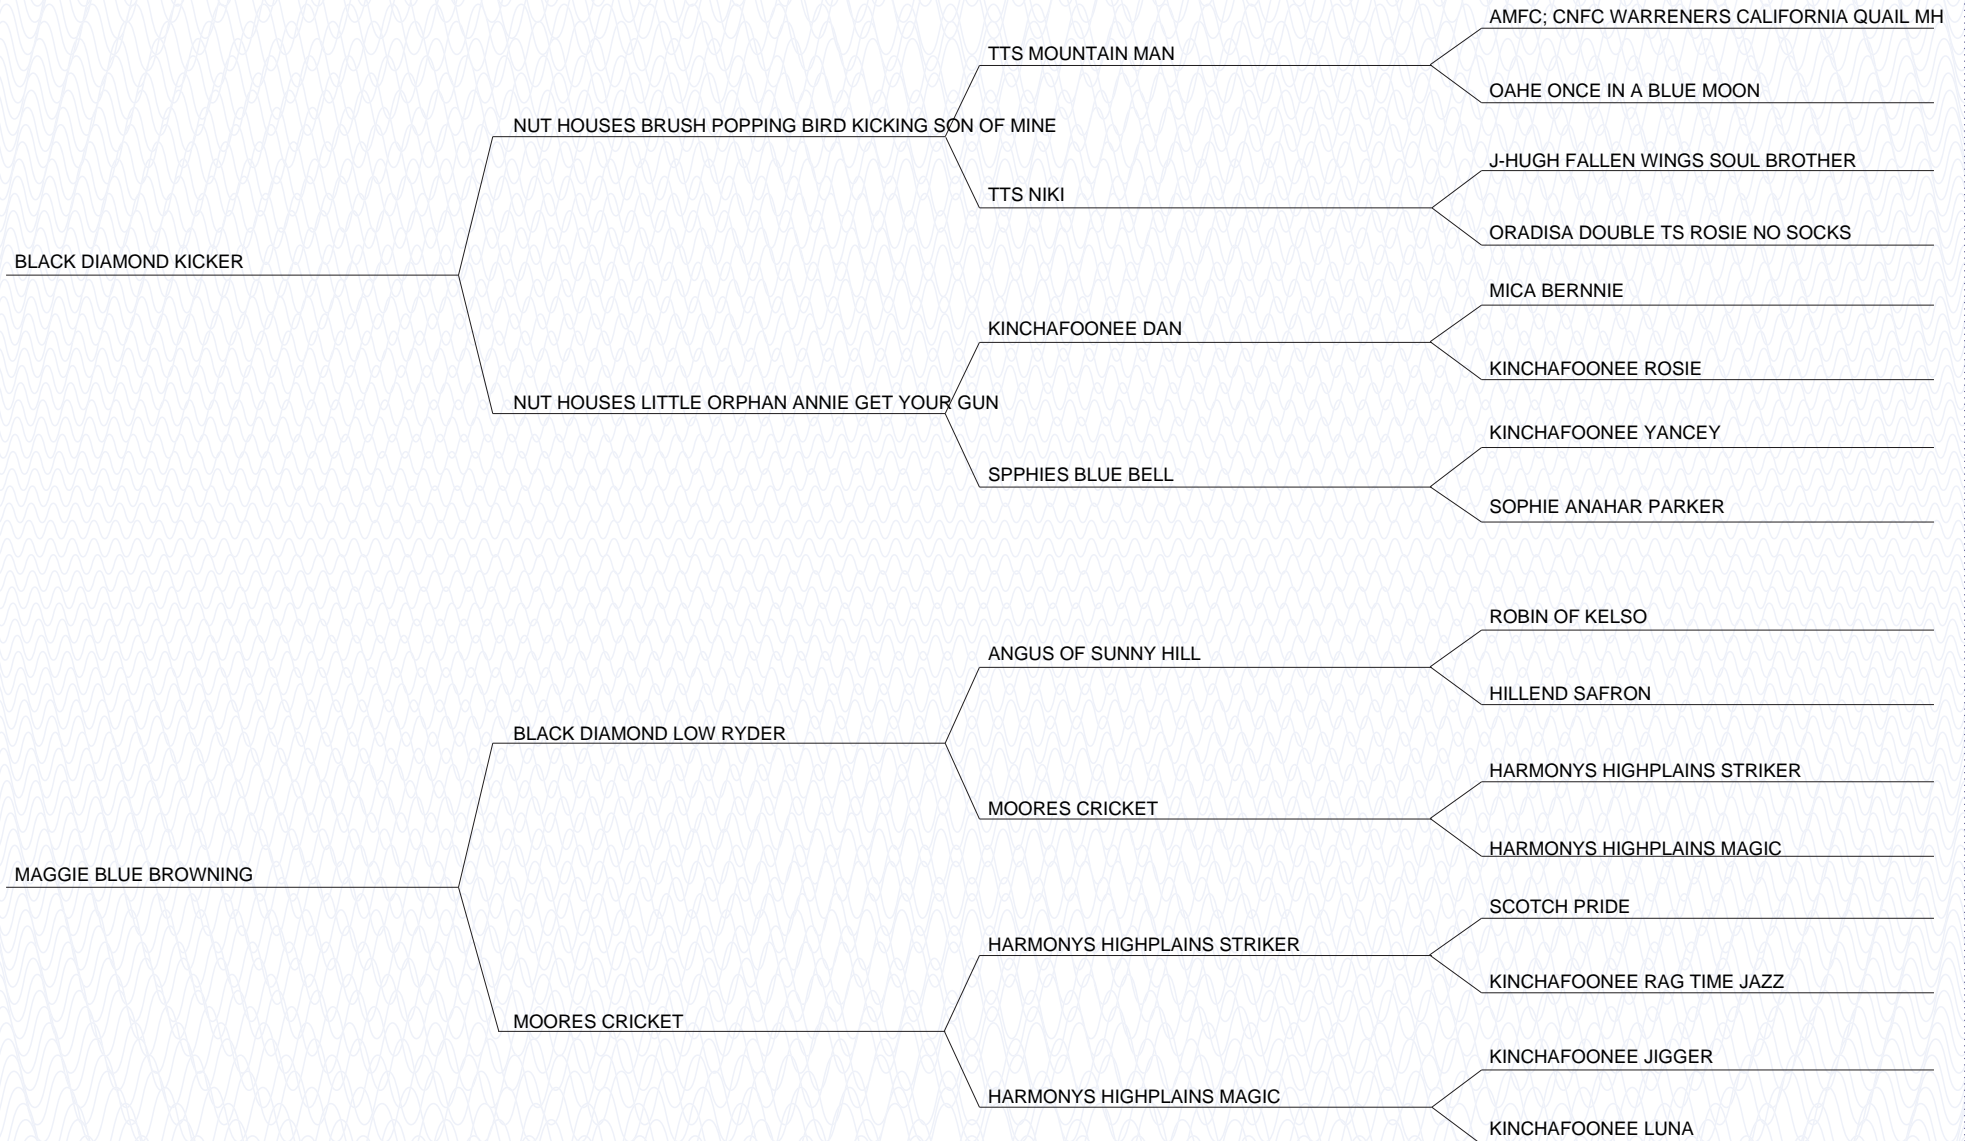 AMFC; CNFC WARRENERS CALIFORNIA QUAIL MH
TTS MOUNTAIN MAN
OAHE ONCE IN A BLUE MOON
NUT HOUSES BRUSH POPPING BIRD KICKING SON OF MINE
J-HUGH FALLEN WINGS SOUL BROTHER
TTS NIKI
ORADISA DOUBLE TS ROSIE NO SOCKS
BLACK DIAMOND KICKER
MICA BERNNIE
KINCHAFOONEE DAN
KINCHAFOONEE ROSIE
NUT HOUSES LITTLE ORPHAN ANNIE GET YOUR GUN
KINCHAFOONEE YANCEY
SPPHIES BLUE BELL
SOPHIE ANAHAR PARKER
ROBIN OF KELSO
ANGUS OF SUNNY HILL
HILLEND SAFRON
BLACK DIAMOND LOW RYDER
HARMONYS HIGHPLAINS STRIKER
MOORES CRICKET
HARMONYS HIGHPLAINS MAGIC
MAGGIE BLUE BROWNING
SCOTCH PRIDE
HARMONYS HIGHPLAINS STRIKER
KINCHAFOONEE RAG TIME JAZZ
MOORES CRICKET
KINCHAFOONEE JIGGER
HARMONYS HIGHPLAINS MAGIC
KINCHAFOONEE LUNA